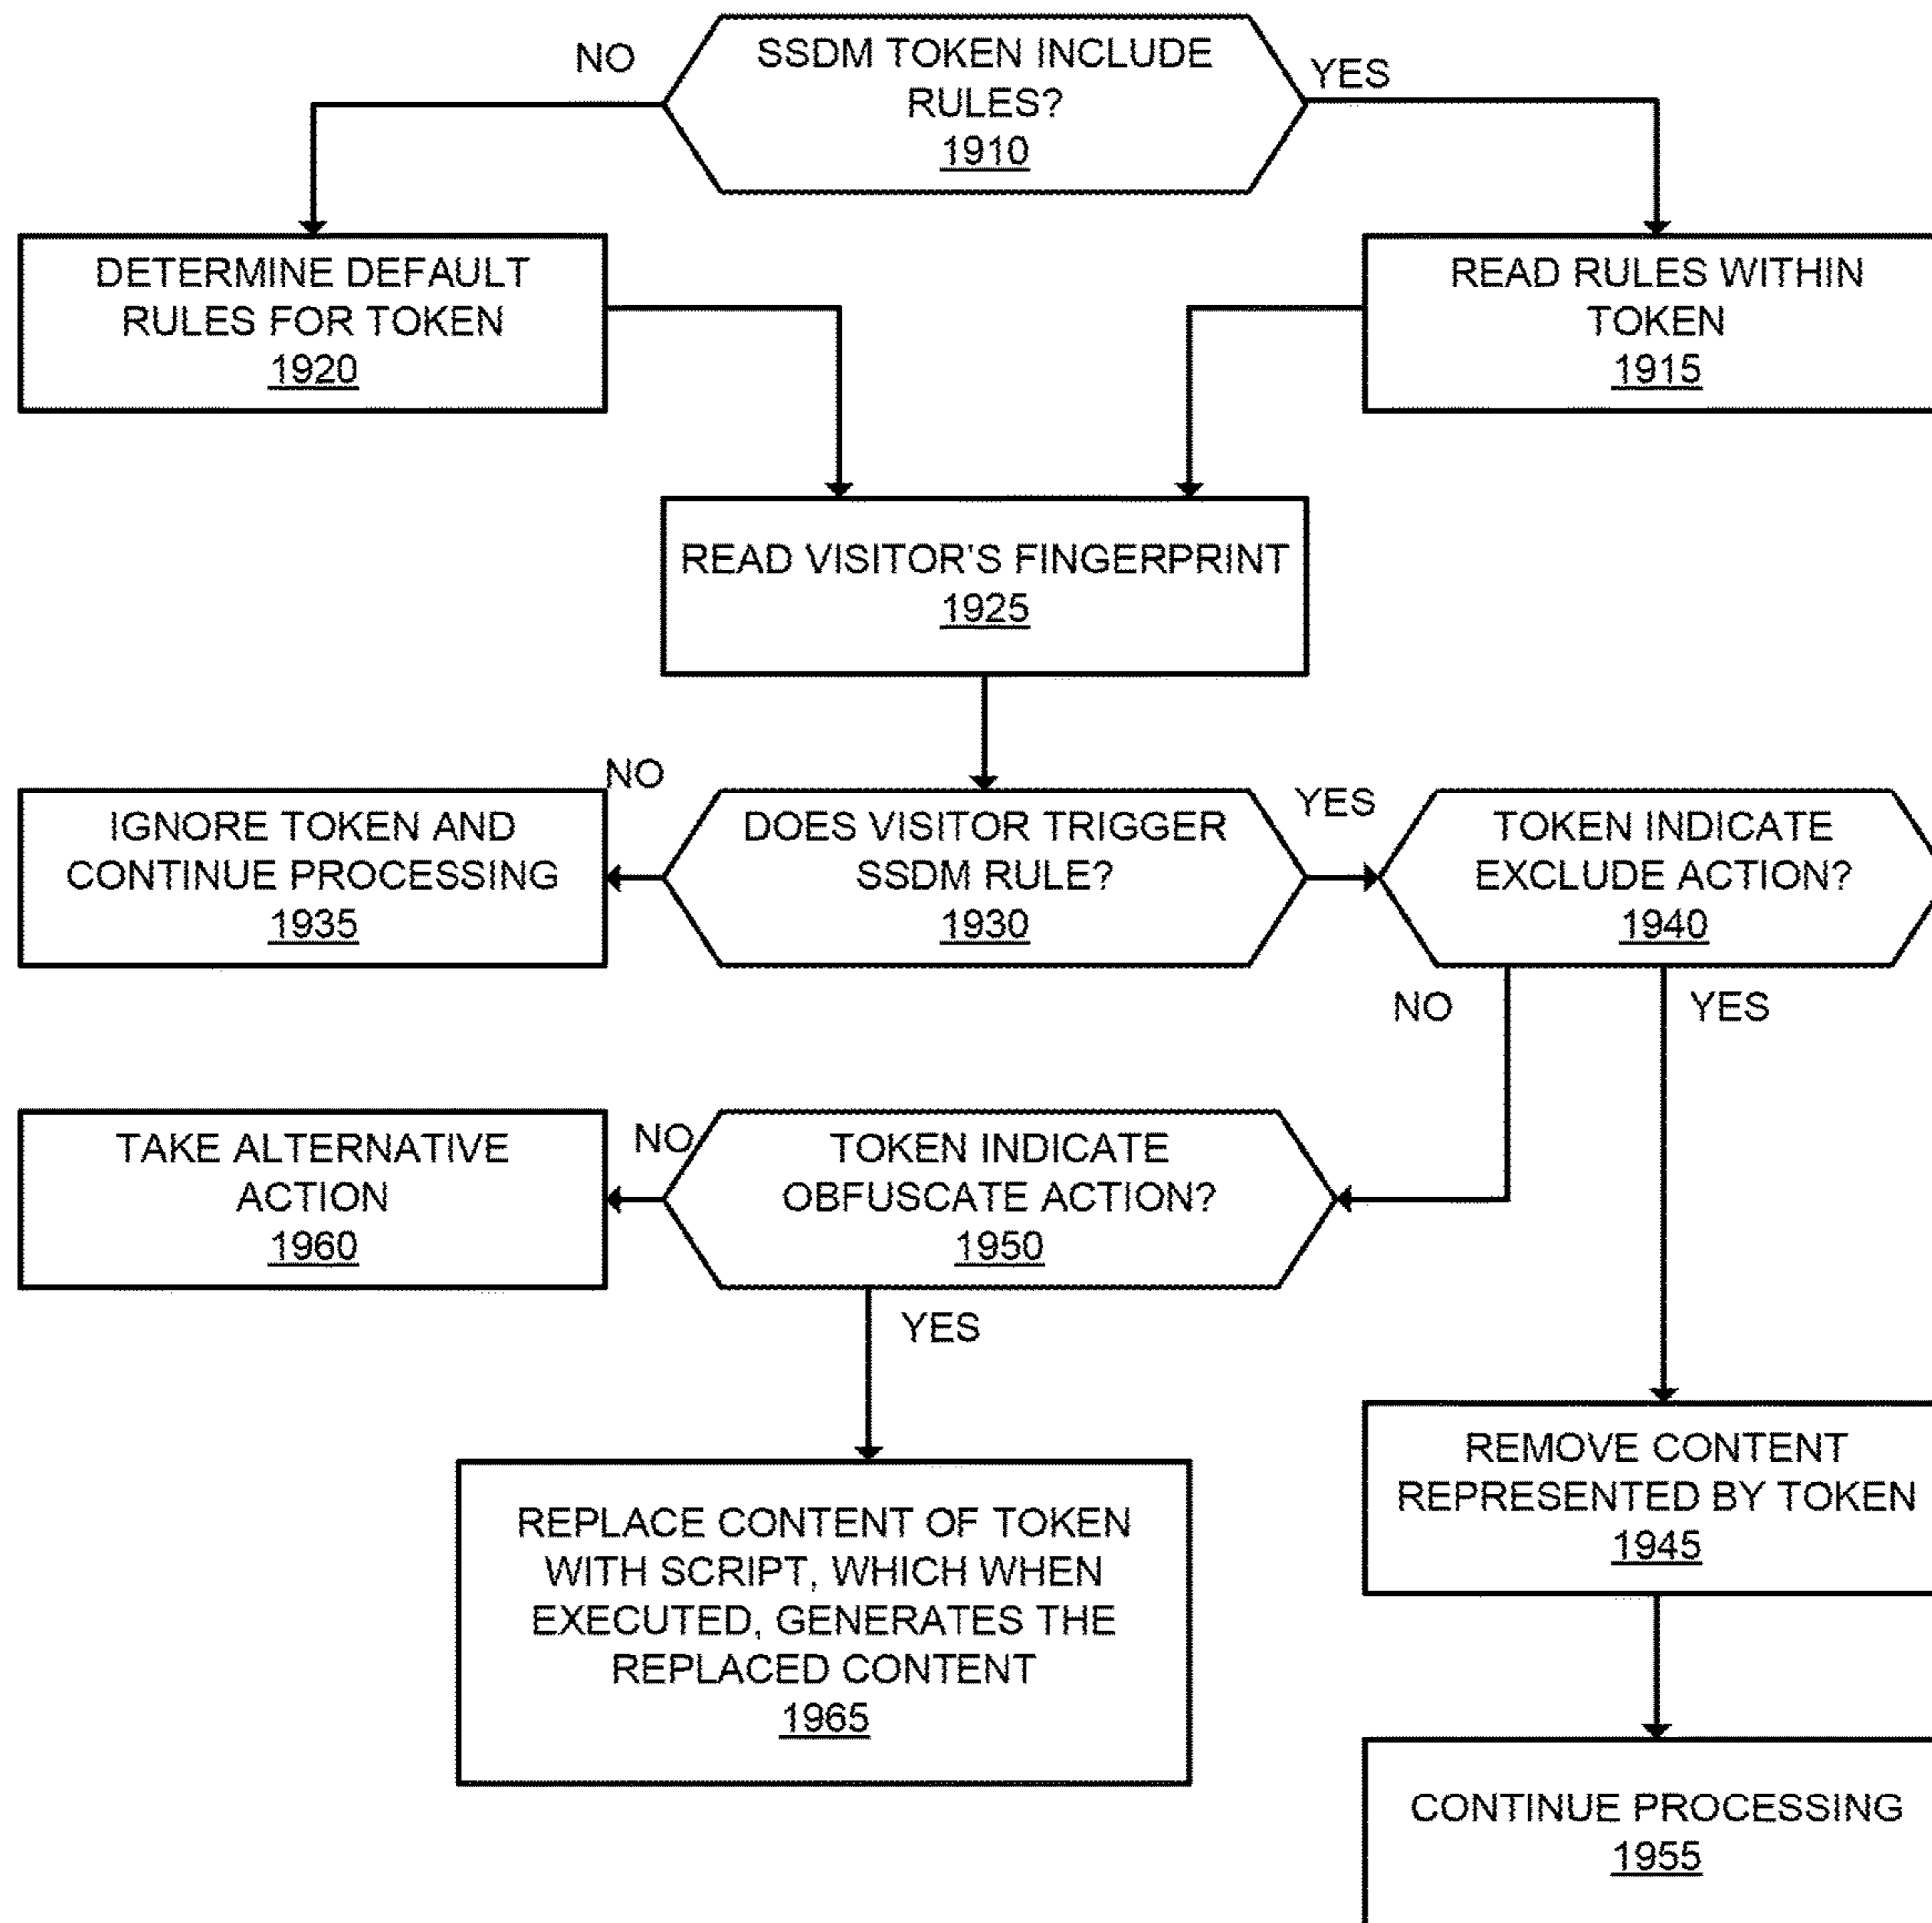 NO
SSDM TOKEN INCLUDE
RULES?
1910
YES
DETERMINE DEFAULT
RULES FOR TOKEN
1920
READ RULES WITHIN
TOKEN
1915
READ VISITOR'S FINGERPRINT
1925
IGNORE TOKEN AND
CONTINUE PROCESSING
1935
NO
DOES VISITOR TRIGGER
SSDM RULE?
1930
YES
TOKEN INDICATE
EXCLUDE ACTION?
1940
NO
YES
TAKE ALTERNATIVE
ACTION
1960
NO
TOKEN INDICATE
OBFUSCATE ACTION?
1950
YES
REMOVE CONTENT
REPRESENTED BY TOKEN
1945
REPLACE CONTENT OF TOKEN
WITH SCRIPT, WHICH WHEN
EXECUTED, GENERATES THE
REPLACED CONTENT
1965
CONTINUE PROCESSING
1955